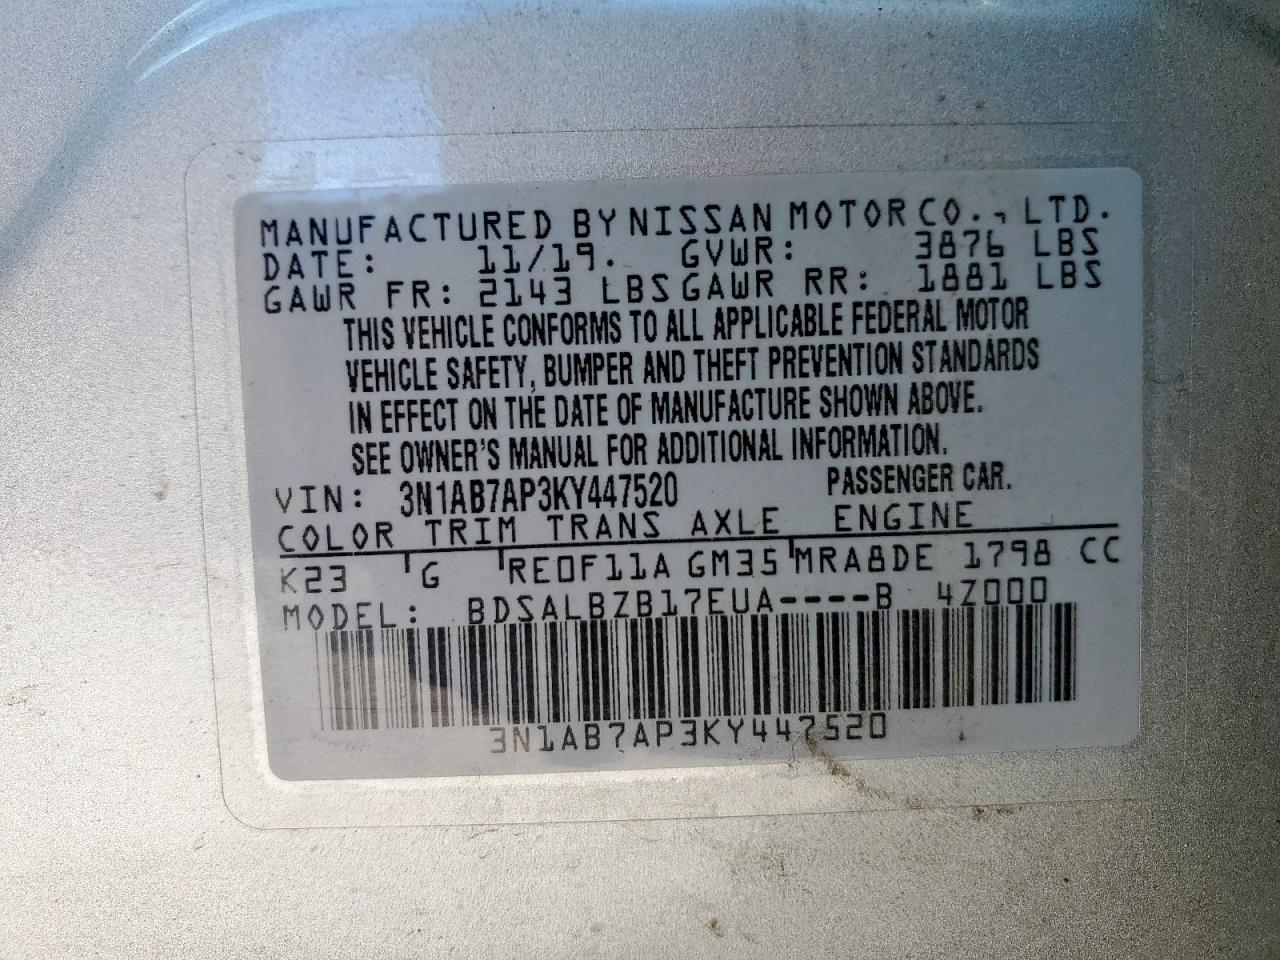 MANUFACTURED BY NISSAN MOTOR CO., LTD.
DATE: 11/19. GVWR: 3876 LBS
GAWR FR: 2143 LBS GAWR RR: 1881 LBS
THIS VEHICLE CONFORMS TO ALL APPLICABLE FEDERAL MOTOR
VEHICLE SAFETY, BUMPER AND THEFT PREVENTION STANDARDS
IN EFFECT ON THE DATE OF MANUFACTURE SHOWN ABOVE.
SEE OWNER'S MANUAL FOR ADDITIONAL INFORMATION.
VIN: 3N1AB7AP3KY447520 PASSENGER CAR.
COLOR TRIM TRANS AXLE ENGINE
K23 G RE0F11A GM35 MRA8DE 1798 CC
MODEL: BDSALBZB17EUA----B 4Z000
3N1AB7AP3KY447520